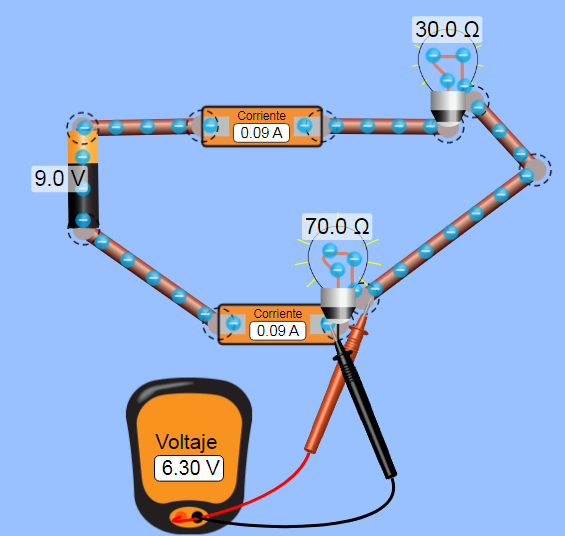 30.0 Ω
Corriente
0.09 A
9.0 V
70.0 Ω
Corriente
0.09 A
Voltaje
6.30 V